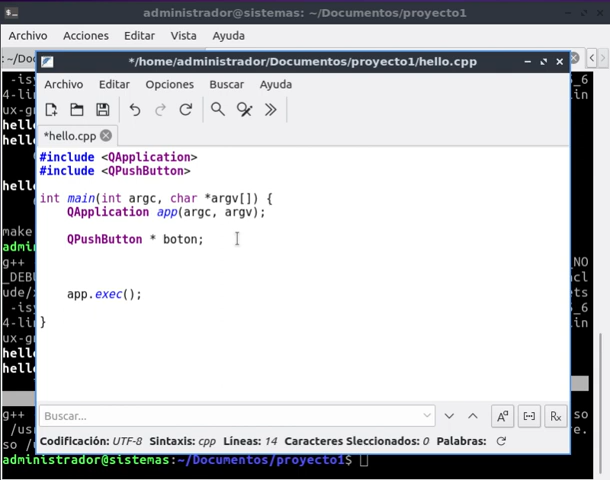 administrador@sistemas: ~/Documentos/proyecto1
Archivo Acciones Editar Vista Ayuda
*/home/administrador/Documentos/proyecto1/hello.cpp
Archivo Editar Opciones Buscar Ayuda
*hello.cpp
#include <QApplication>
#include <QPushButton>
int main(int argc, char *argv[]) {
QApplication app(argc, argv);
QPushButton * boton;
app.exec();
}
Buscar...
Codificación: UTF-8 Sintaxis: cpp Líneas: 14 Caracteres Sleccionados: 0 Palabras:
administrador@sistemas:~/Documentos/proyecto1$